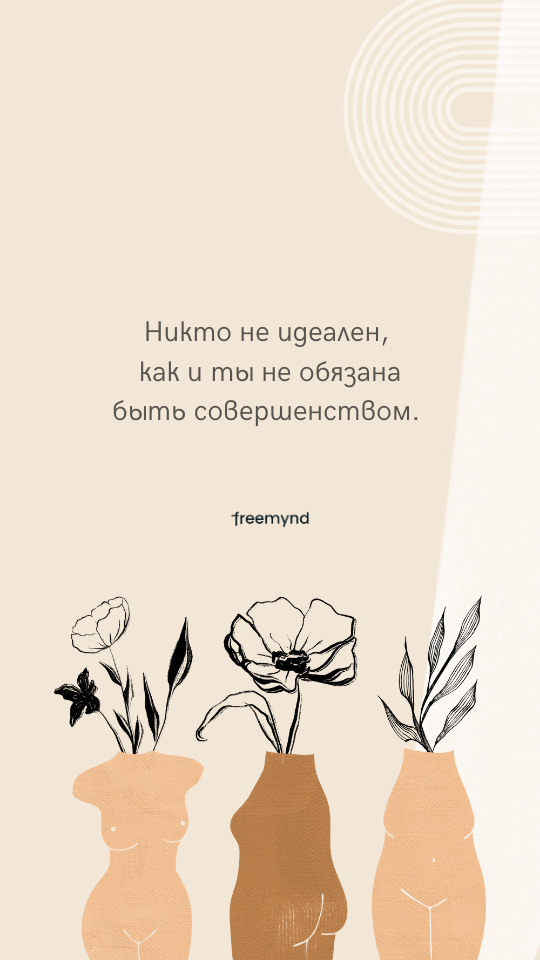 Никто не идеален,
как и ты не обязана
быть совершенством.
freemynd